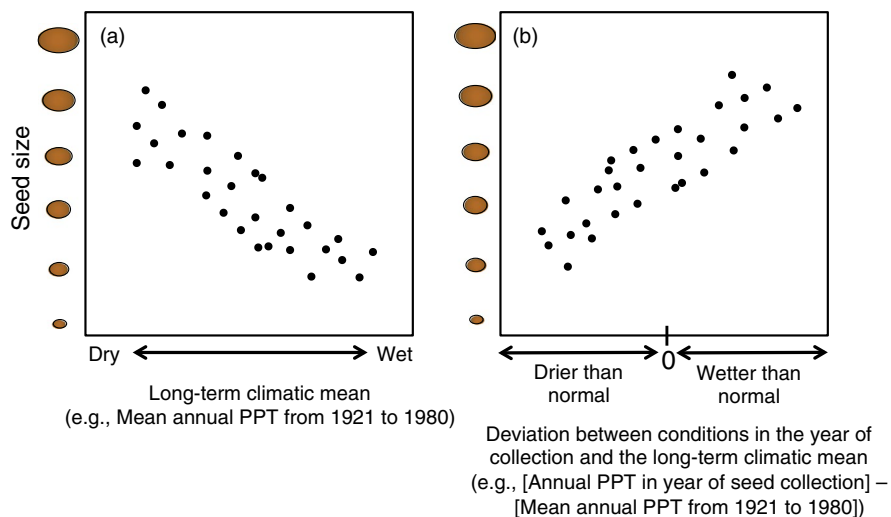 (a)
Seed size
Dry
Wet
Long-term climatic mean
(e.g., Mean annual PPT from 1921 to 1980)
(b)
0
Drier than
normal
Wetter than
normal
Deviation between conditions in the year of
collection and the long-term climatic mean
(e.g., [Annual PPT in year of seed collection] –
[Mean annual PPT from 1921 to 1980])